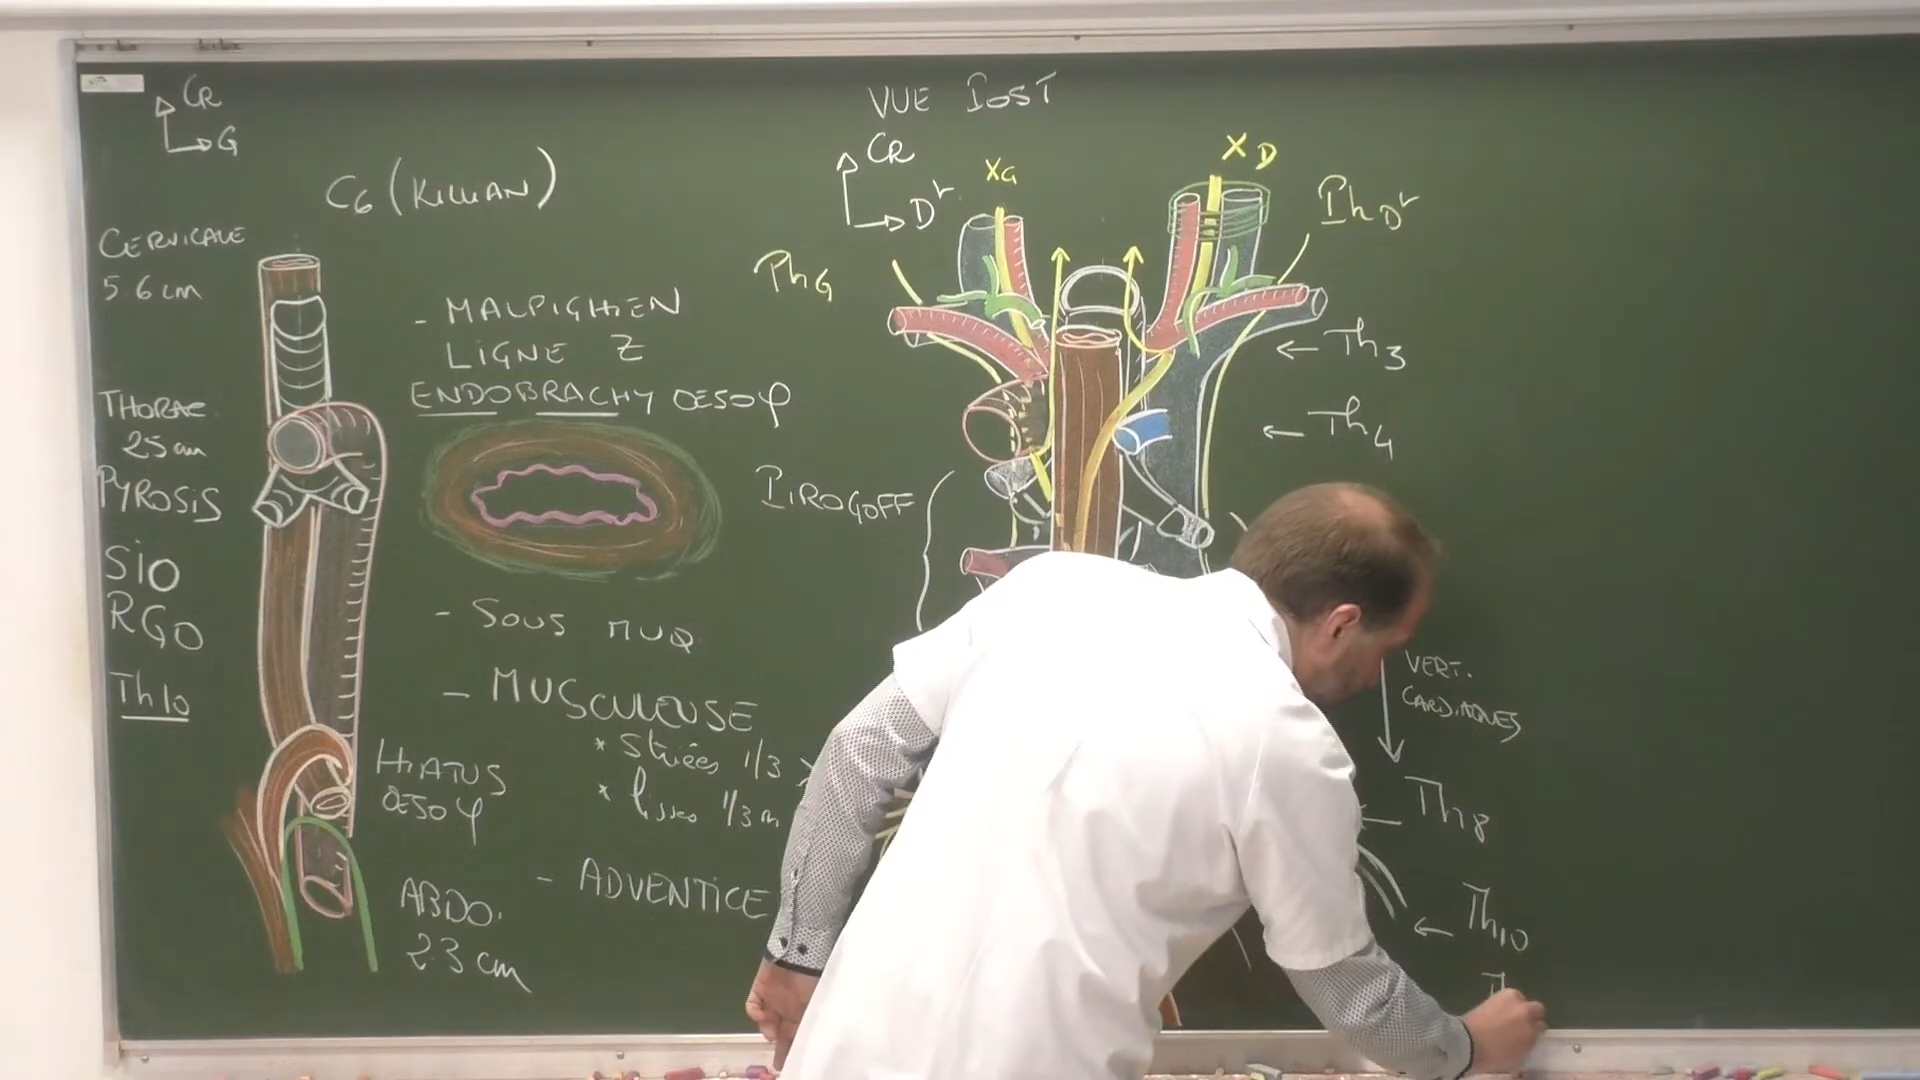 CR
G
C6 (KILLIAN)
CERVICALE
5.6 cm
THORAC
25 cm
PYROSIS
SIO
RGO
Th10
- MALPIGHIEN
LIGNE Z
ENDOBRACHY OESOφ
- SOUS MUQ
- MUSCULEUSE
* Striées 1/3
* lisses 1/3 m
- ADVENTICE
HIATUS
OESOφ
ABDO.
2.3 cm
VUE POST
CR
Dr
XG
XD
PhG
PhDr
← Th3
← Th4
PIROGOFF
VERT.
CARDIAQUES
← Th8
← Th10